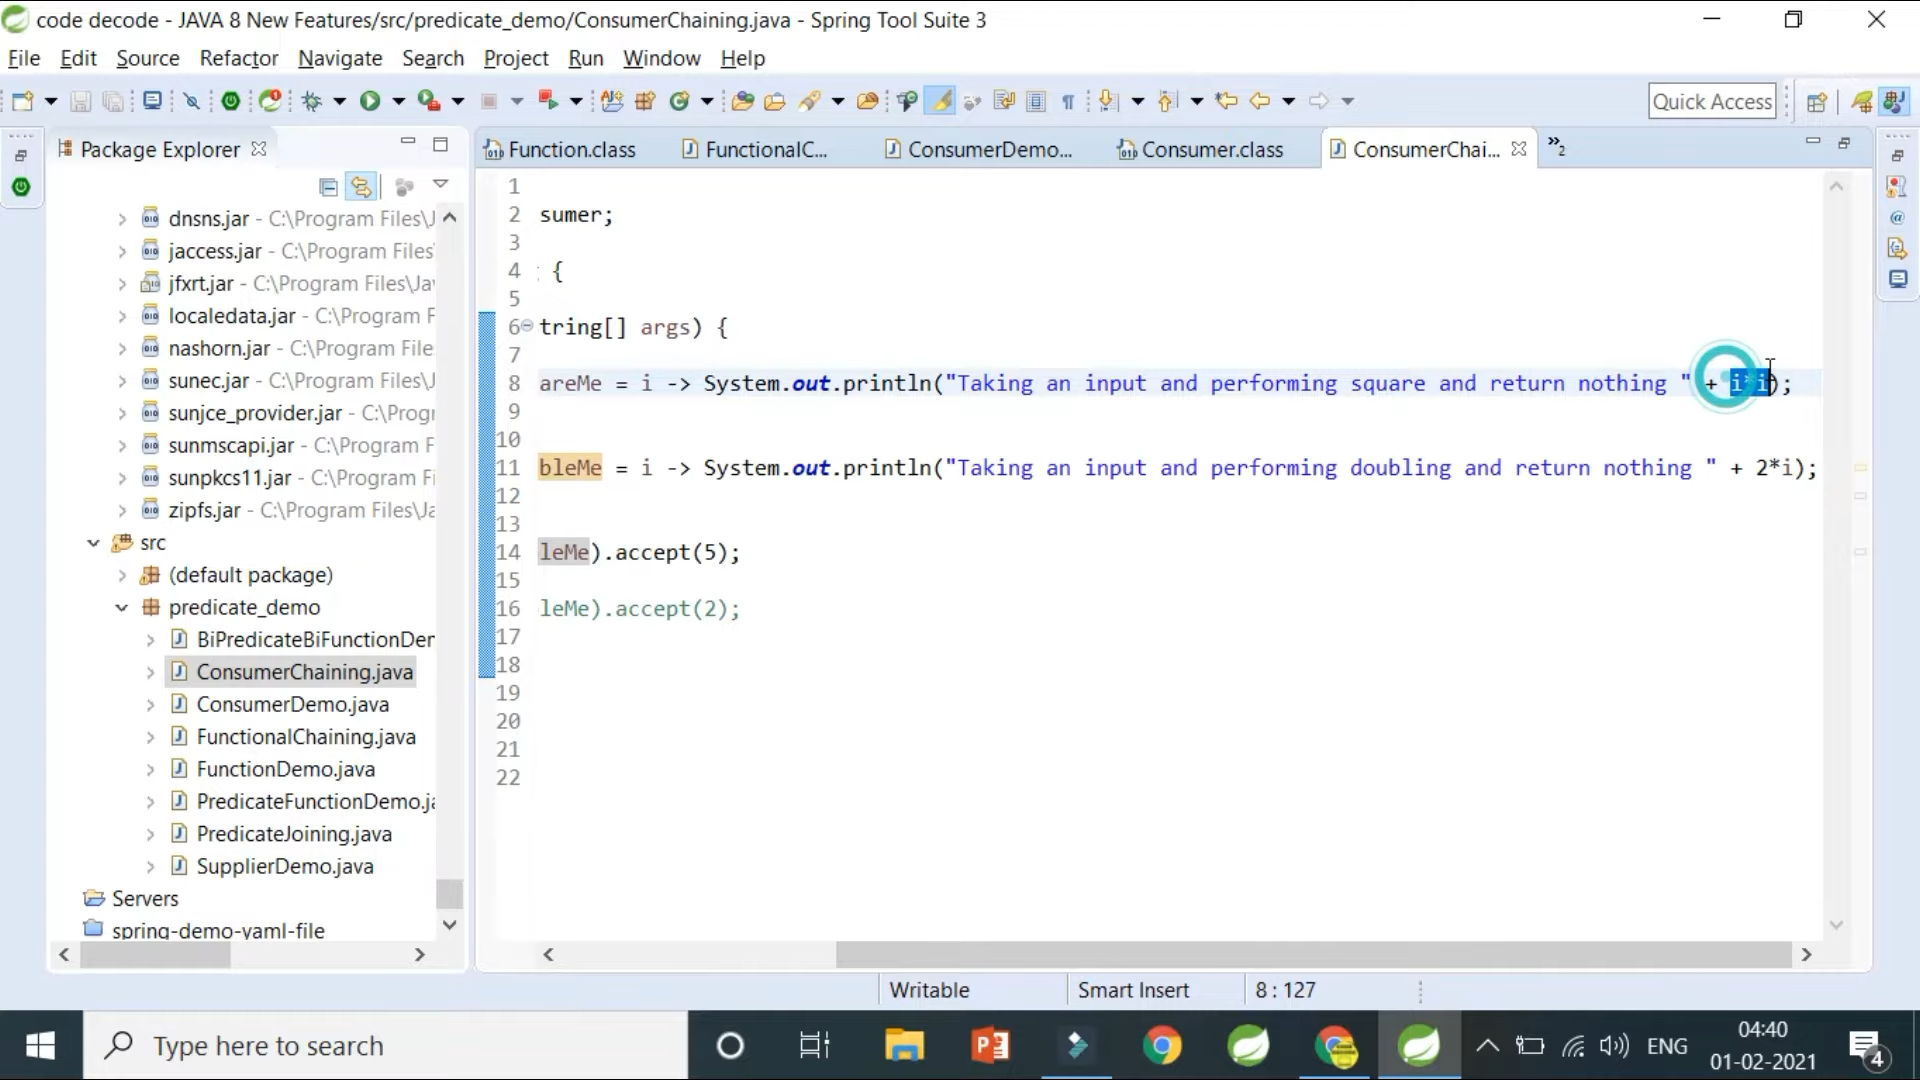 code decode - JAVA 8 New Features/src/predicate_demo/ConsumerChaining.java - Spring Tool Suite 3
File Edit Source Refactor Navigate Search Project Run Window Help
Quick Access
Package Explorer
Function.class FunctionalC... ConsumerDemo... Consumer.class ConsumerChai... »2
dnsns.jar - C:\Program Files\J
jaccess.jar - C:\Program Files
jfxrt.jar - C:\Program Files\Ja
localedata.jar - C:\Program F
nashorn.jar - C:\Program File
sunec.jar - C:\Program Files\
sunjce_provider.jar - C:\Prog
sunmscapi.jar - C:\Program F
sunpkcs11.jar - C:\Program Fi
zipfs.jar - C:\Program Files\Ja
src
(default package)
predicate_demo
BiPredicateBiFunctionDer
ConsumerChaining.java
ConsumerDemo.java
FunctionalChaining.java
FunctionDemo.java
PredicateFunctionDemo.ja
PredicateJoining.java
SupplierDemo.java
Servers
spring-demo-yaml-file
1
2 sumer;
3
4 {
5
6 tring[] args) {
7
8 areMe = i -> System.out.println("Taking an input and performing square and return nothing " + i*i);
9
10
11 bleMe = i -> System.out.println("Taking an input and performing doubling and return nothing " + 2*i);
12
13
14 leMe).accept(5);
15
16 leMe).accept(2);
17
18
19
20
21
22
Writable Smart Insert 8 : 127
Type here to search
ENG
04:40
01-02-2021
4